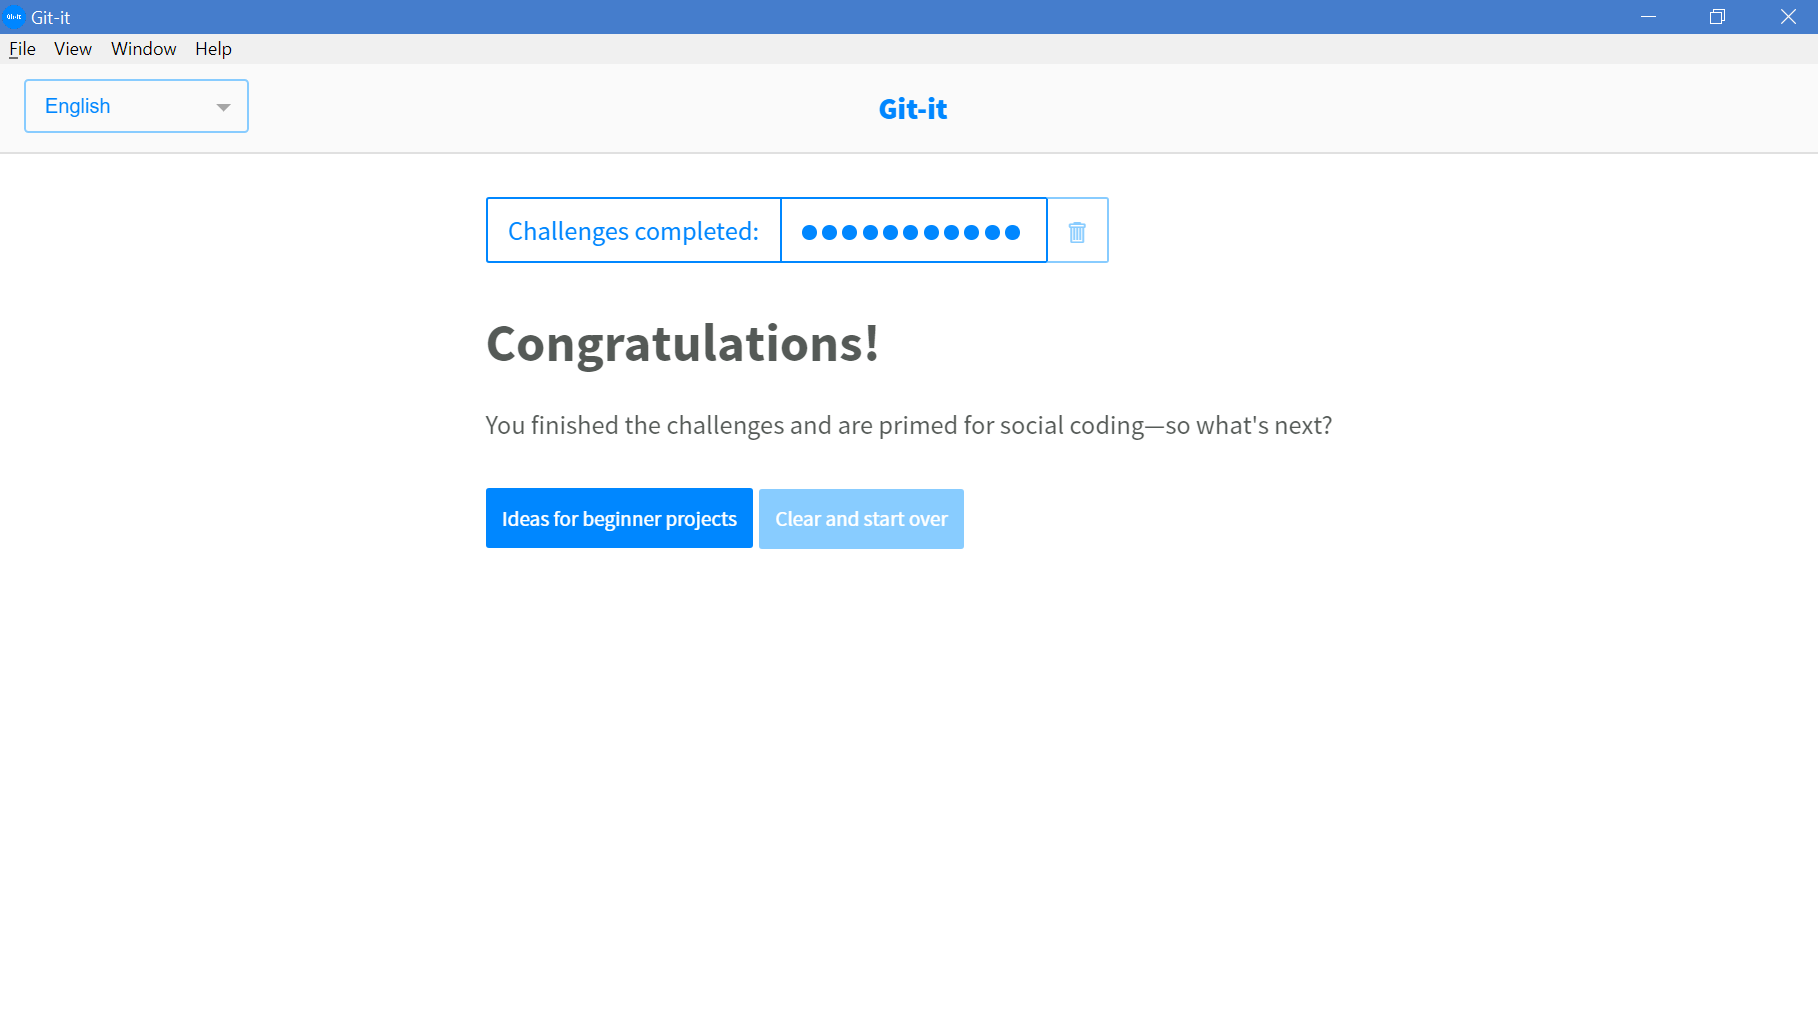 Git-it
File View Window Help
English
Git-it
Challenges completed:
Congratulations!
You finished the challenges and are primed for social coding—so what's next?
Ideas for beginner projects
Clear and start over